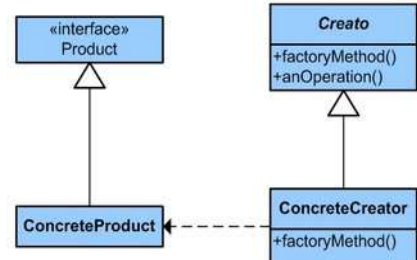 «interface»
Product
Creato
+factoryMethod()
+anOperation()
ConcreteProduct
ConcreteCreator
+factoryMethod()